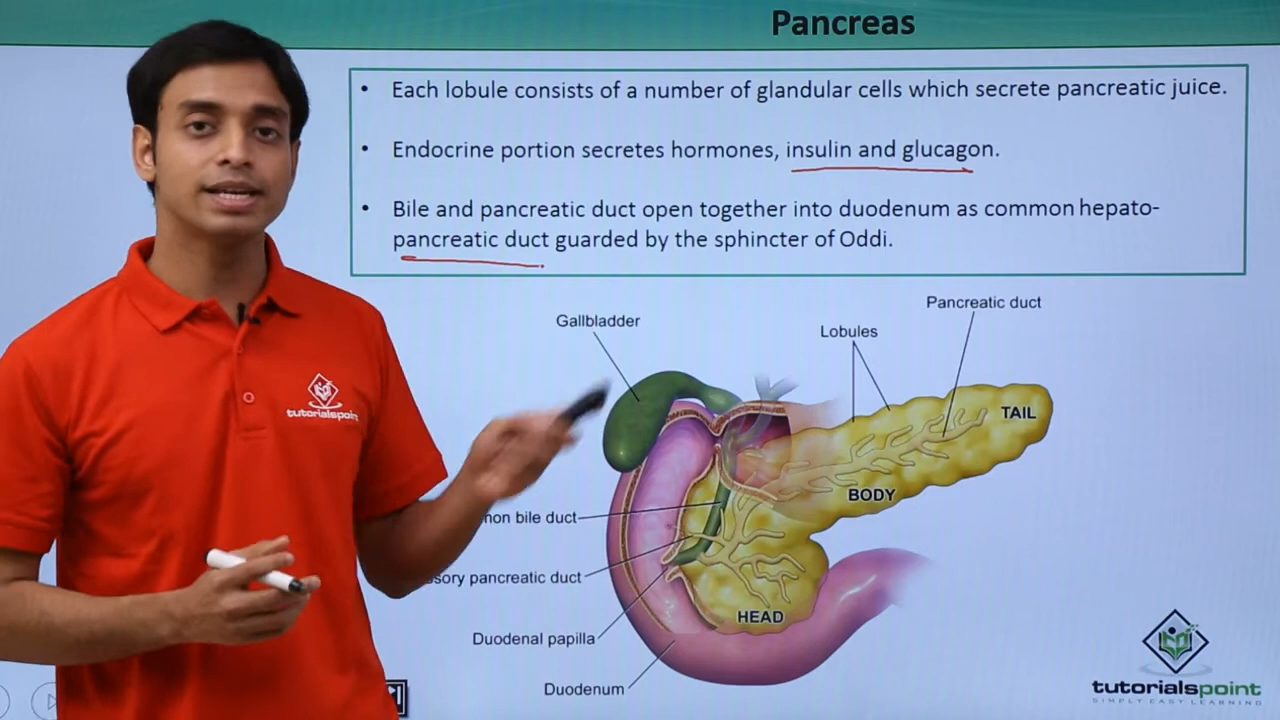 Pancreas
• Each lobule consists of a number of glandular cells which secrete pancreatic juice.
• Endocrine portion secretes hormones, insulin and glucagon.
• Bile and pancreatic duct open together into duodenum as common hepato-
pancreatic duct guarded by the sphincter of Oddi.
Pancreatic duct
Gallbladder
Lobules
TAIL
tutorialspoint
BODY
non bile duct
sory pancreatic duct
HEAD
Duodenal papilla
Duodenum
tutorialspoint
SIMPLY EASY LEARNING